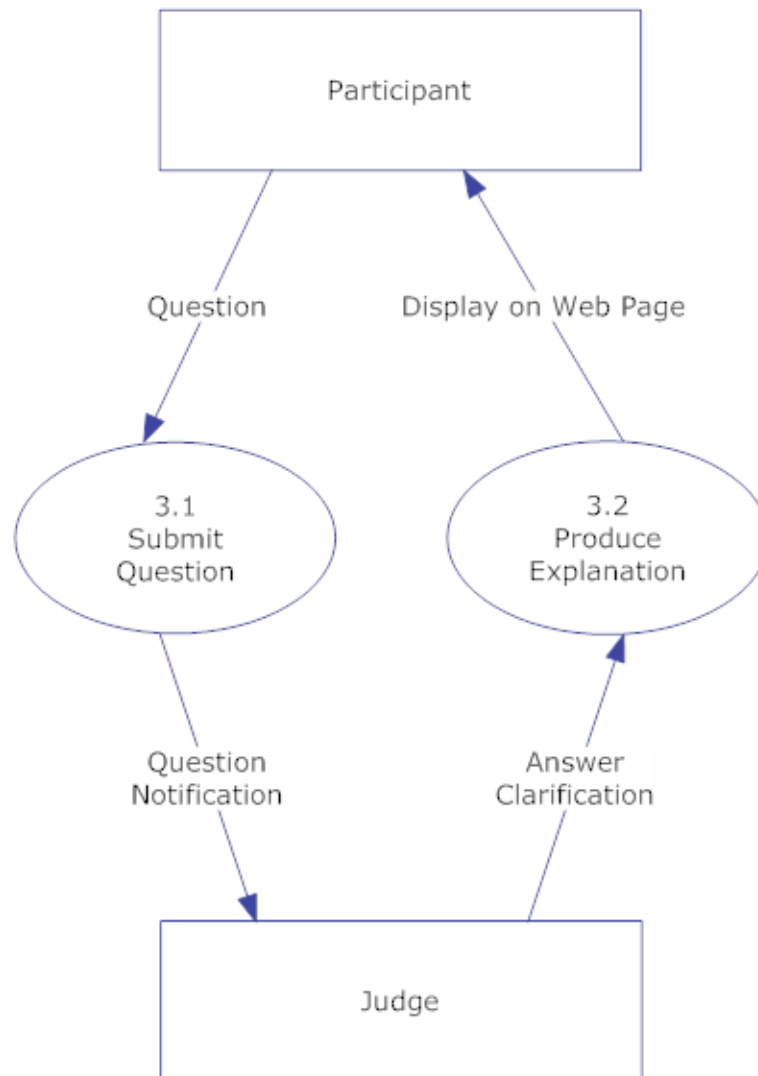 Participant
Question
Display on Web Page
3.1
Submit
Question
3.2
Produce
Explanation
Question
Notification
Answer
Clarification
Judge